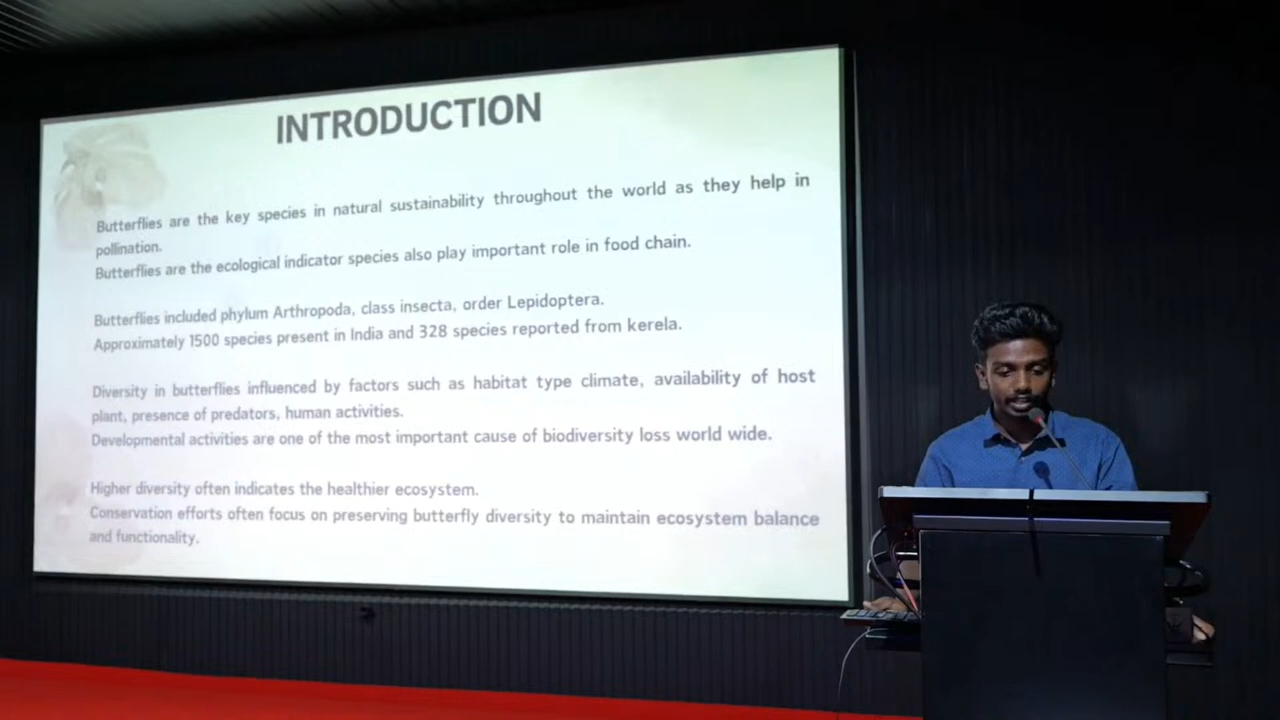 INTRODUCTION
Butterflies are the key species in natural sustainability throughout the world as they help in
pollination.
Butterflies are the ecological indicator species also play important role in food chain.
Butterflies included phylum Arthropoda, class insecta, order Lepidoptera.
Approximately 1500 species present in India and 328 species reported from kerela.
Diversity in butterflies influenced by factors such as habitat type climate, availability of host
plant, presence of predators, human activities.
Developmental activities are one of the most important cause of biodiversity loss world wide.
Higher diversity often indicates the healthier ecosystem.
Conservation efforts often focus on preserving butterfly diversity to maintain ecosystem balance
and functionality.